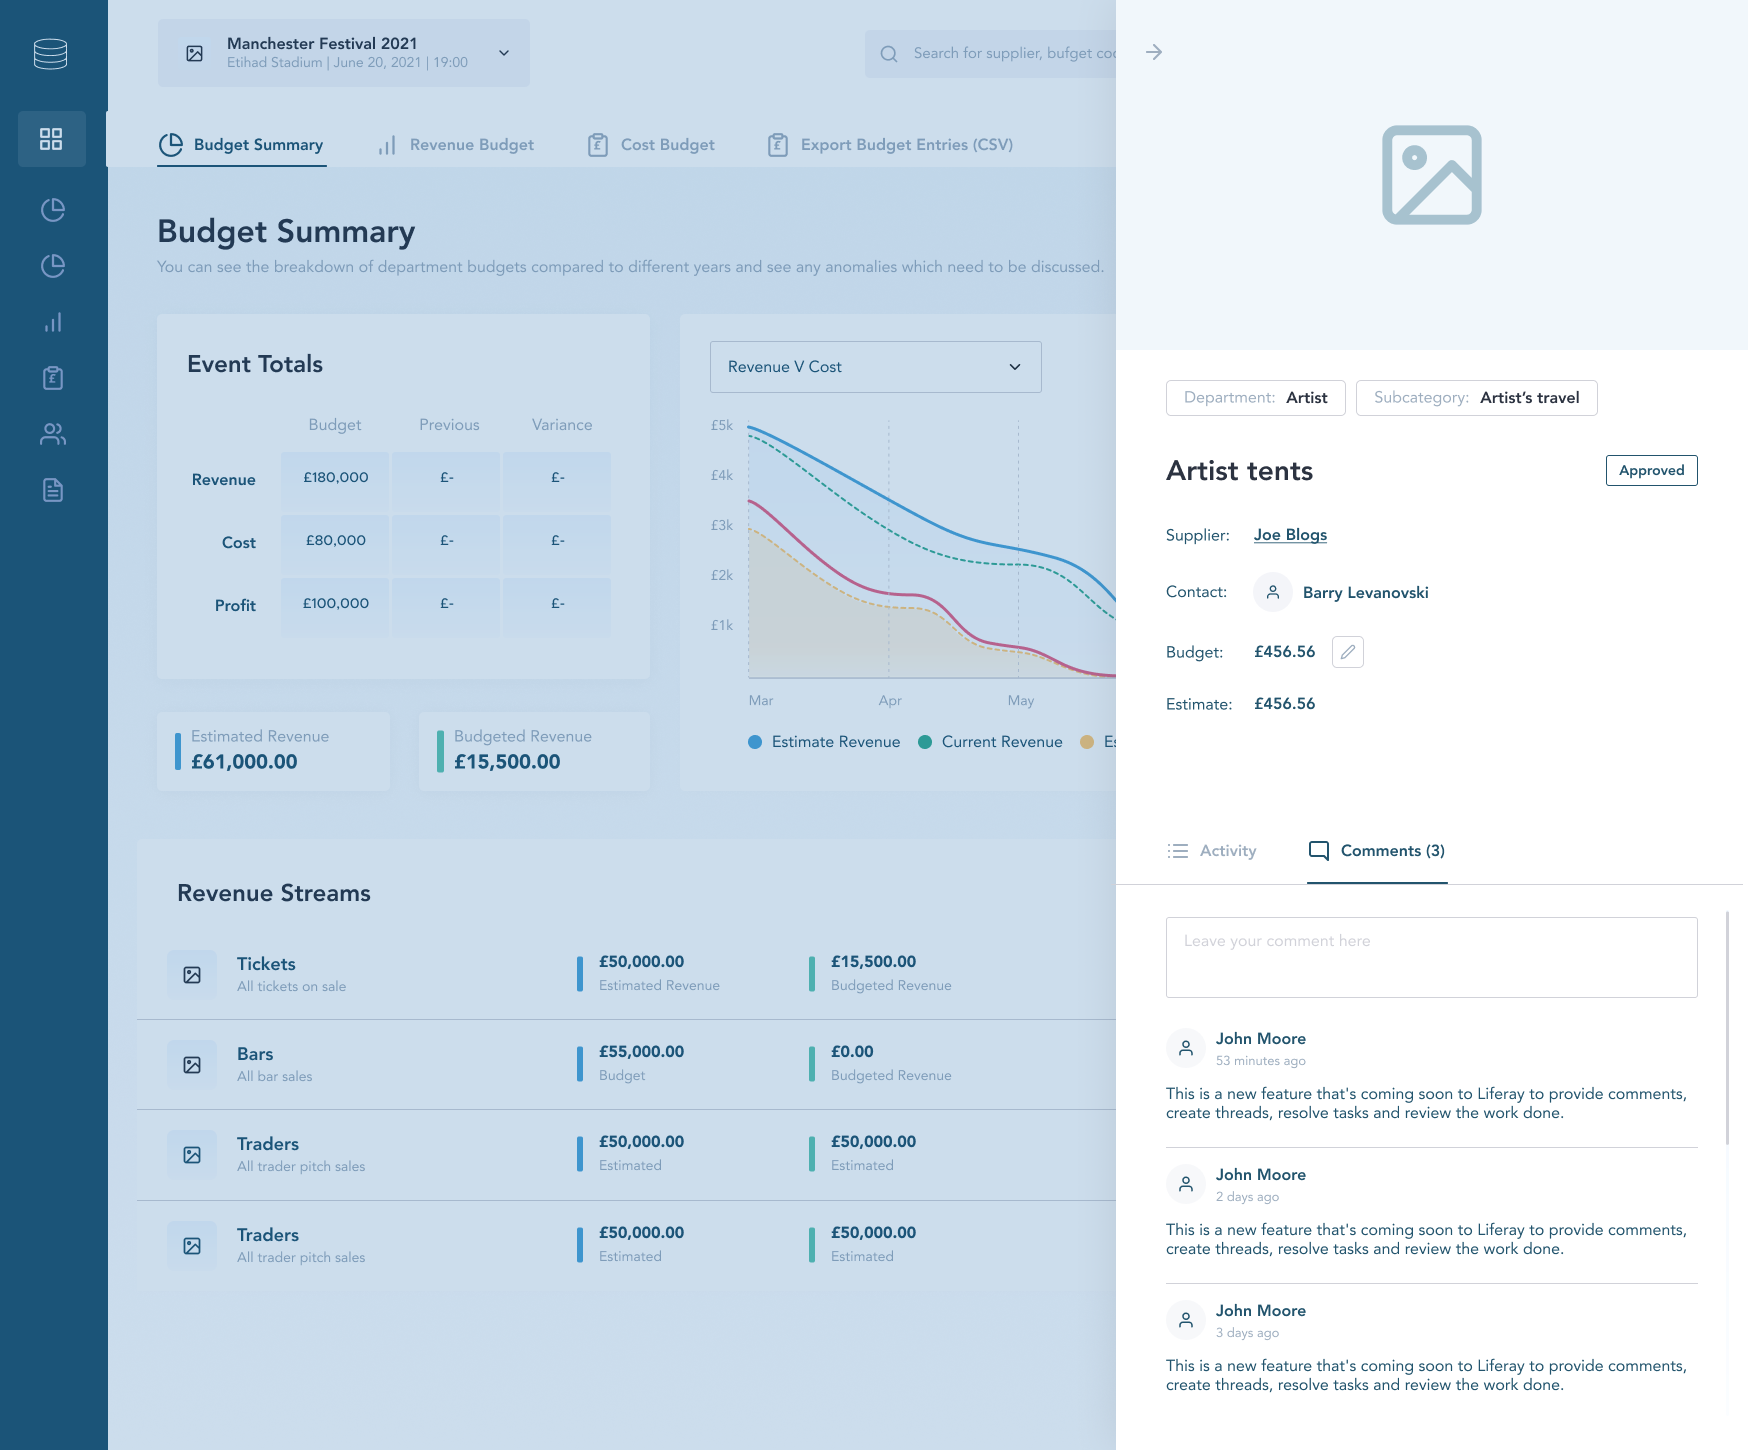 Manchester Festival 2021
Etihad Stadium | June 20, 2021 | 19:00
Search for supplier, bufget
Budget Summary
Revenue Budget
Cost Budget
Export Budget Entries (CSV)
Budget Summary
You can see the breakdown of department budgets compared to different years and see any anomalies which need to be discussed.
Event Totals
Budget Previous Variance
Revenue £180,000 £- £-
Cost £80,000 £- £-
Profit £100,000 £- £-
Estimated Revenue
£61,000.00
Budgeted Revenue
£15,500.00
Revenue V Cost
£5k
£4k
£3k
£2k
£1k
Mar Apr May
Estimate Revenue Current Revenue
Revenue Streams
Tickets
All tickets on sale
£50,000.00
Estimated Revenue
£15,500.00
Budgeted Revenue
Bars
All bar sales
£55,000.00
Budget
£0.00
Budgeted Revenue
Traders
All trader pitch sales
£50,000.00
Estimated
£50,000.00
Estimated
Traders
All trader pitch sales
£50,000.00
Estimated
£50,000.00
Estimated
Department: Artist
Subcategory: Artist’s travel
Artist tents
Approved
Supplier: Joe Blogs
Contact: Barry Levanovski
Budget: £456.56
Estimate: £456.56
Activity
Comments (3)
Leave your comment here
John Moore
53 minutes ago
This is a new feature that's coming soon to Liferay to provide comments,
create threads, resolve tasks and review the work done.
John Moore
2 days ago
This is a new feature that's coming soon to Liferay to provide comments,
create threads, resolve tasks and review the work done.
John Moore
3 days ago
This is a new feature that's coming soon to Liferay to provide comments,
create threads, resolve tasks and review the work done.